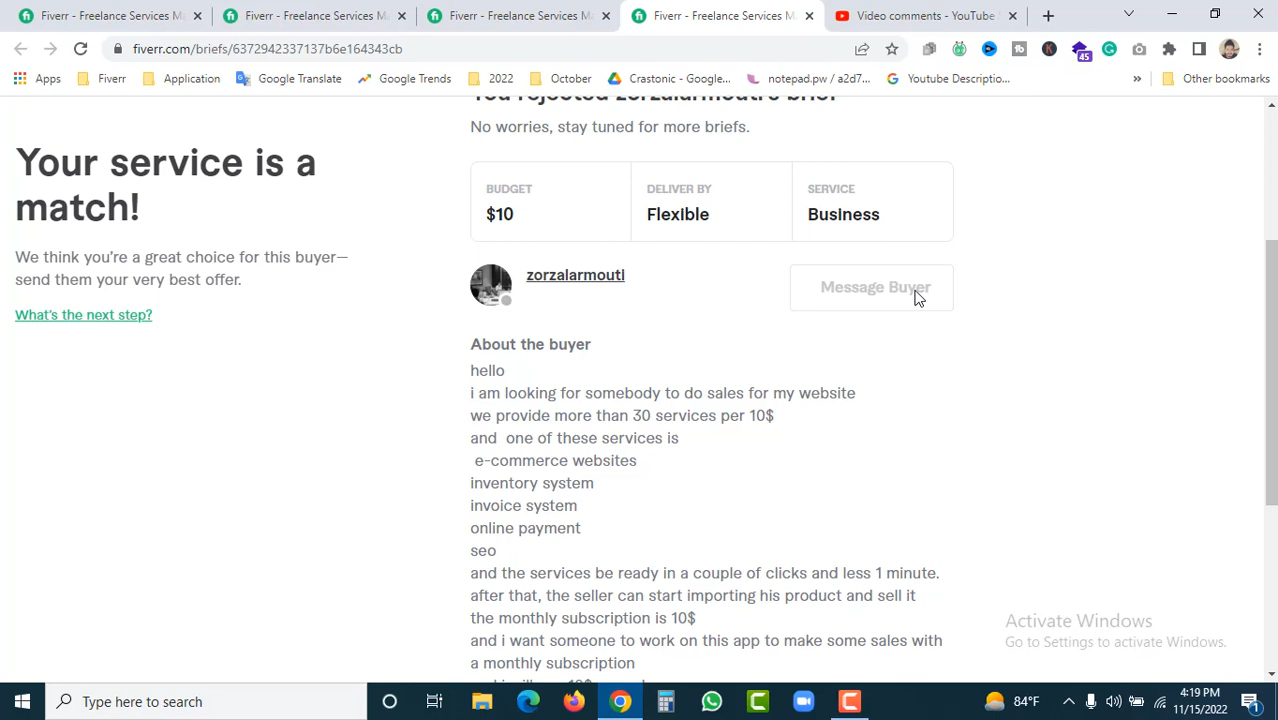 Fiverr - Freelance Services M
Fiverr - Freelance Services M
Fiverr - Freelance Services M
Fiverr - Freelance Services M
Video comments - YouTube
fiverr.com/briefs/6372942337137b6e164343cb
45
Apps
Fiverr
Application
Google Translate
Google Trends
2022
October
Crastonic - Google...
notepad.pw / a2d7...
Youtube Descriptio...
»
Other bookmarks
You rejected zorzalarmouti's brief
No worries, stay tuned for more briefs.
Your service is a
match!
We think you're a great choice for this buyer—
send them your very best offer.
What's the next step?
BUDGET
$10
DELIVER BY
Flexible
SERVICE
Business
zorzalarmouti
Message Buyer
About the buyer
hello
i am looking for somebody to do sales for my website
we provide more than 30 services per 10$
and one of these services is
e-commerce websites
inventory system
invoice system
online payment
seo
and the services be ready in a couple of clicks and less 1 minute.
after that, the seller can start importing his product and sell it
the monthly subscription is 10$
and i want someone to work on this app to make some sales with
a monthly subscription
Activate Windows
Go to Settings to activate Windows.
Type here to search
84°F
4:19 PM
11/15/2022
1